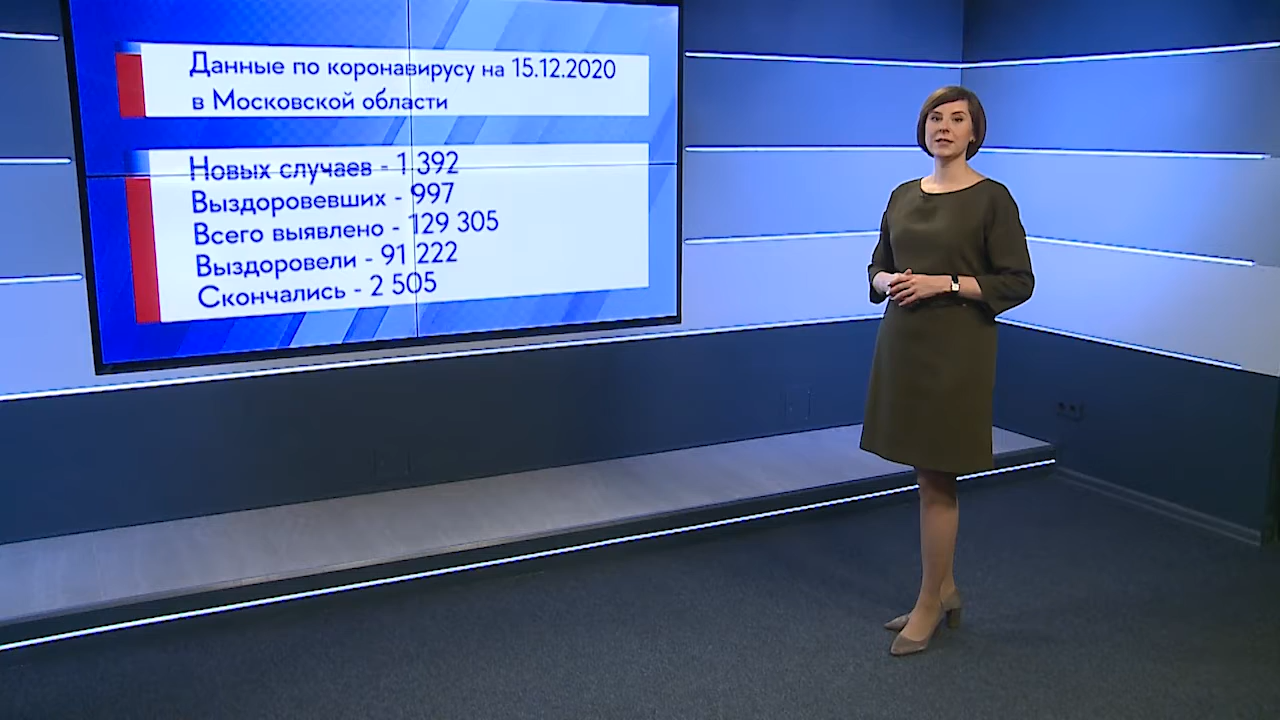 Данные по коронавирусу на 15.12.2020
в Московской области
Новых случаев - 1 392
Выздоровевших - 997
Всего выявлено - 129 305
Выздоровели - 91 222
Скончались - 2 505